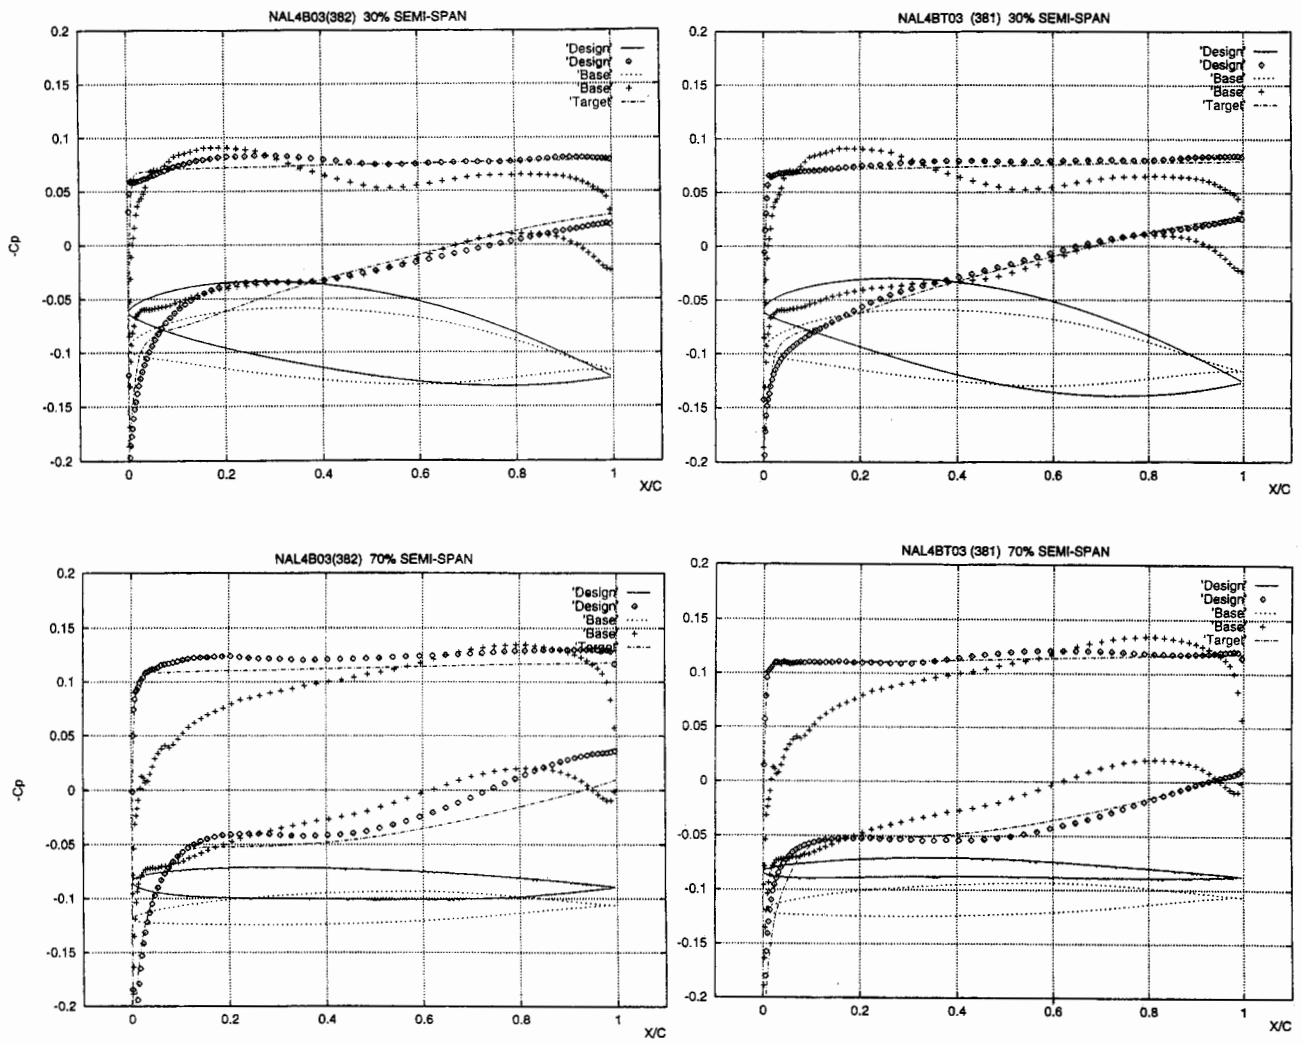 NAL4B03(382) 30% SEMI-SPAN
0.2
0.15
0.1
0.05
0
-0.05
-0.1
-0.15
-0.2
-Cp
'Design'
'Design'
'Base'
'Base'
'Target'
0 0.2 0.4 0.6 0.8 1
X/C
NAL4BT03 (381) 30% SEMI-SPAN
0.2
0.15
0.1
0.05
0
-0.05
-0.1
-0.15
-0.2
'Design'
'Design'
'Base'
'Base'
'Target'
0 0.2 0.4 0.6 0.8 1
X/C
NAL4B03(382) 70% SEMI-SPAN
0.2
0.15
0.1
0.05
0
-0.05
-0.1
-0.15
-0.2
-Cp
'Design'
'Design'
'Base'
'Base'
'Target'
0 0.2 0.4 0.6 0.8 1
X/C
NAL4BT03 (381) 70% SEMI-SPAN
0.2
0.15
0.1
0.05
0
-0.05
-0.1
-0.15
-0.2
'Design'
'Design'
'Base'
'Base'
'Target'
0 0.2 0.4 0.6 0.8 1
X/C